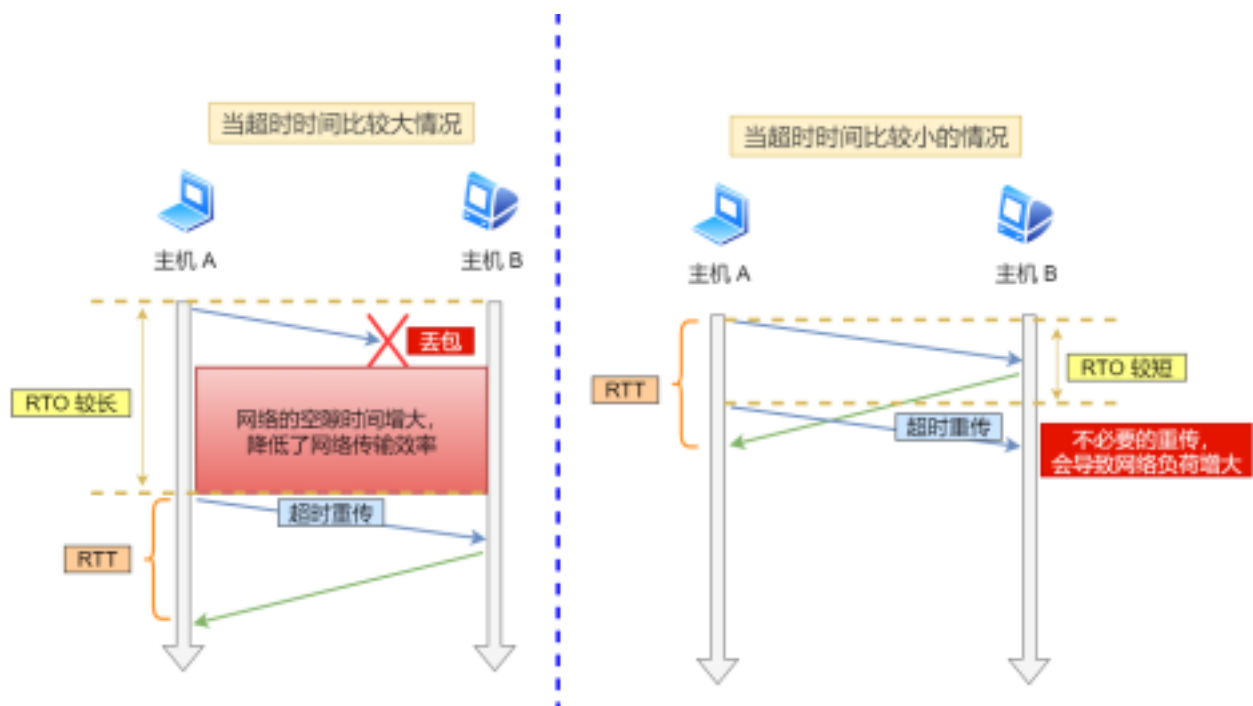 当超时时间比较大情况
主机 A
主机 B
丢包
RTO 较长
网络的空隙时间增大,
降低了网络传输效率
超时重传
RTT
当超时时间比较小的情况
主机 A
主机 B
RTT
RTO 较短
超时重传
不必要的重传,
会导致网络负荷增大